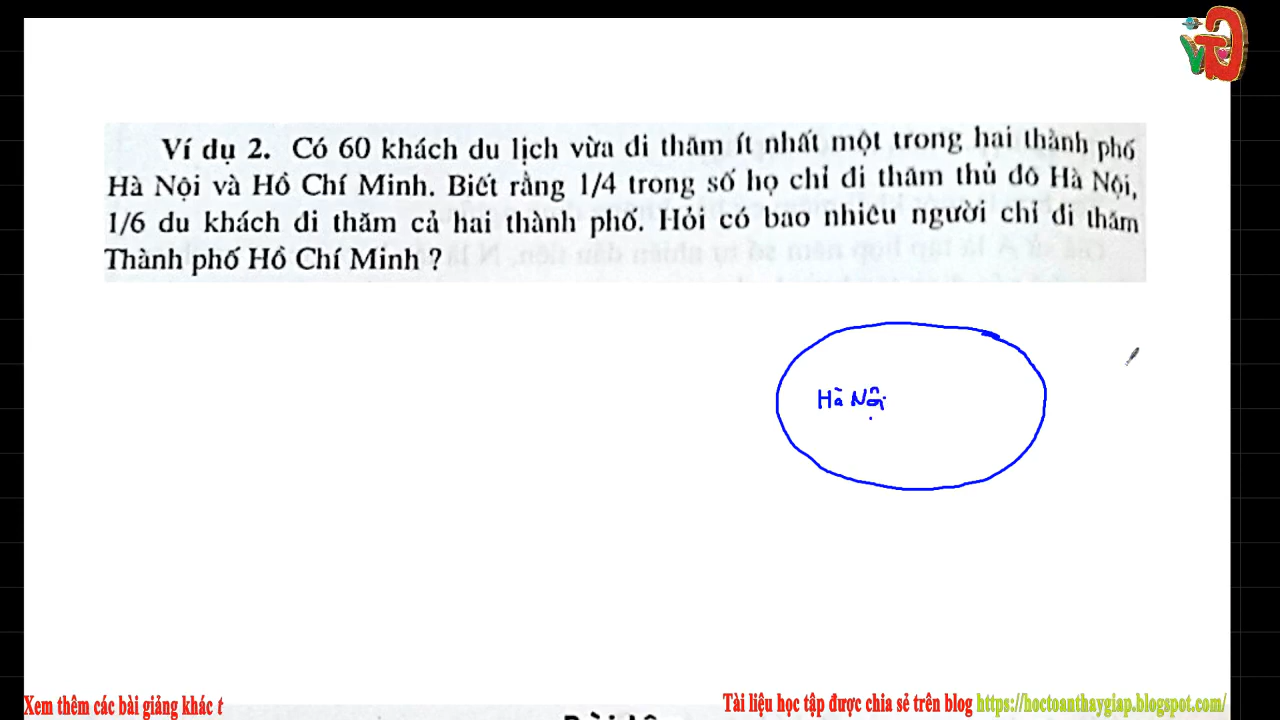 Ví dụ 2. Có 60 khách du lịch vừa đi thăm ít nhất một trong hai thành phố
Hà Nội và Hồ Chí Minh. Biết rằng 1/4 trong số họ chỉ đi thăm thủ đô Hà Nội,
1/6 du khách đi thăm cả hai thành phố. Hỏi có bao nhiêu người chỉ đi thăm
Thành phố Hồ Chí Minh ?
Hà Nội
Xem thêm các bài giảng khác t
Tài liệu học tập được chia sẻ trên blog https://hoctoanthaygiap.blogspot.com/